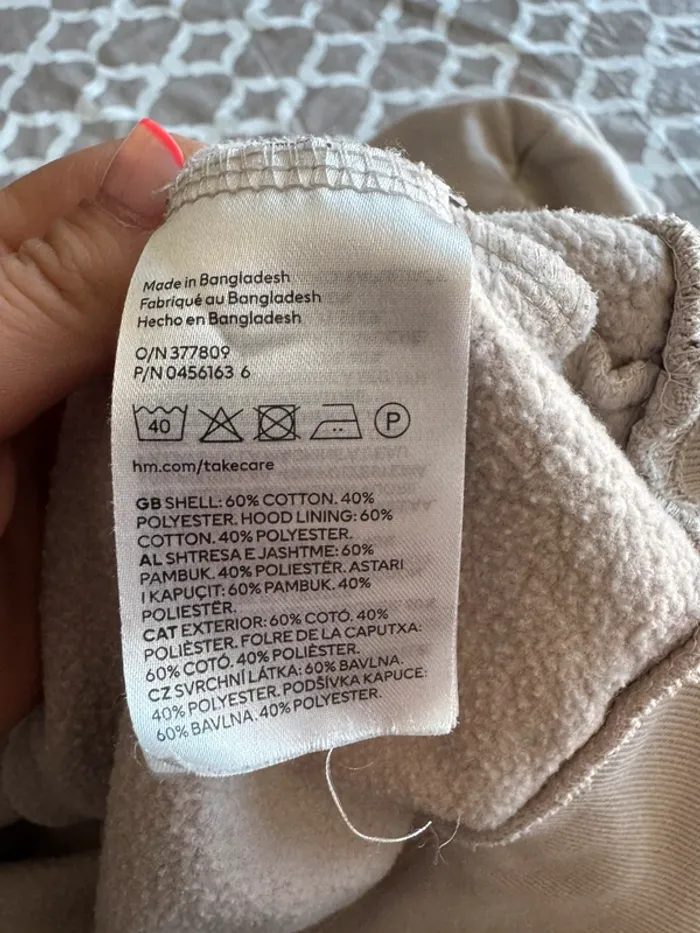 Made in Bangladesh
Fabriqué au Bangladesh
Hecho en Bangladesh
O/N 377809
P/N 0456163 6
40 P
hm.com/takecare
GB SHELL: 60% COTTON. 40%
POLYESTER. HOOD LINING: 60%
COTTON. 40% POLYESTER.
AL SHTRESA E JASHTME: 60%
PAMBUK. 40% POLIESTËR. ASTARI
I KAPUÇIT: 60% PAMBUK. 40%
POLIESTËR.
CAT EXTERIOR: 60% COTÓ. 40%
POLIÈSTER. FOLRE DE LA CAPUTXA:
60% COTÓ. 40% POLIÈSTER.
CZ SVRCHNÍ LÁTKA: 60% BAVLNA.
40% POLYESTER. PODŠÍVKA KAPUCE:
60% BAVLNA. 40% POLYESTER.